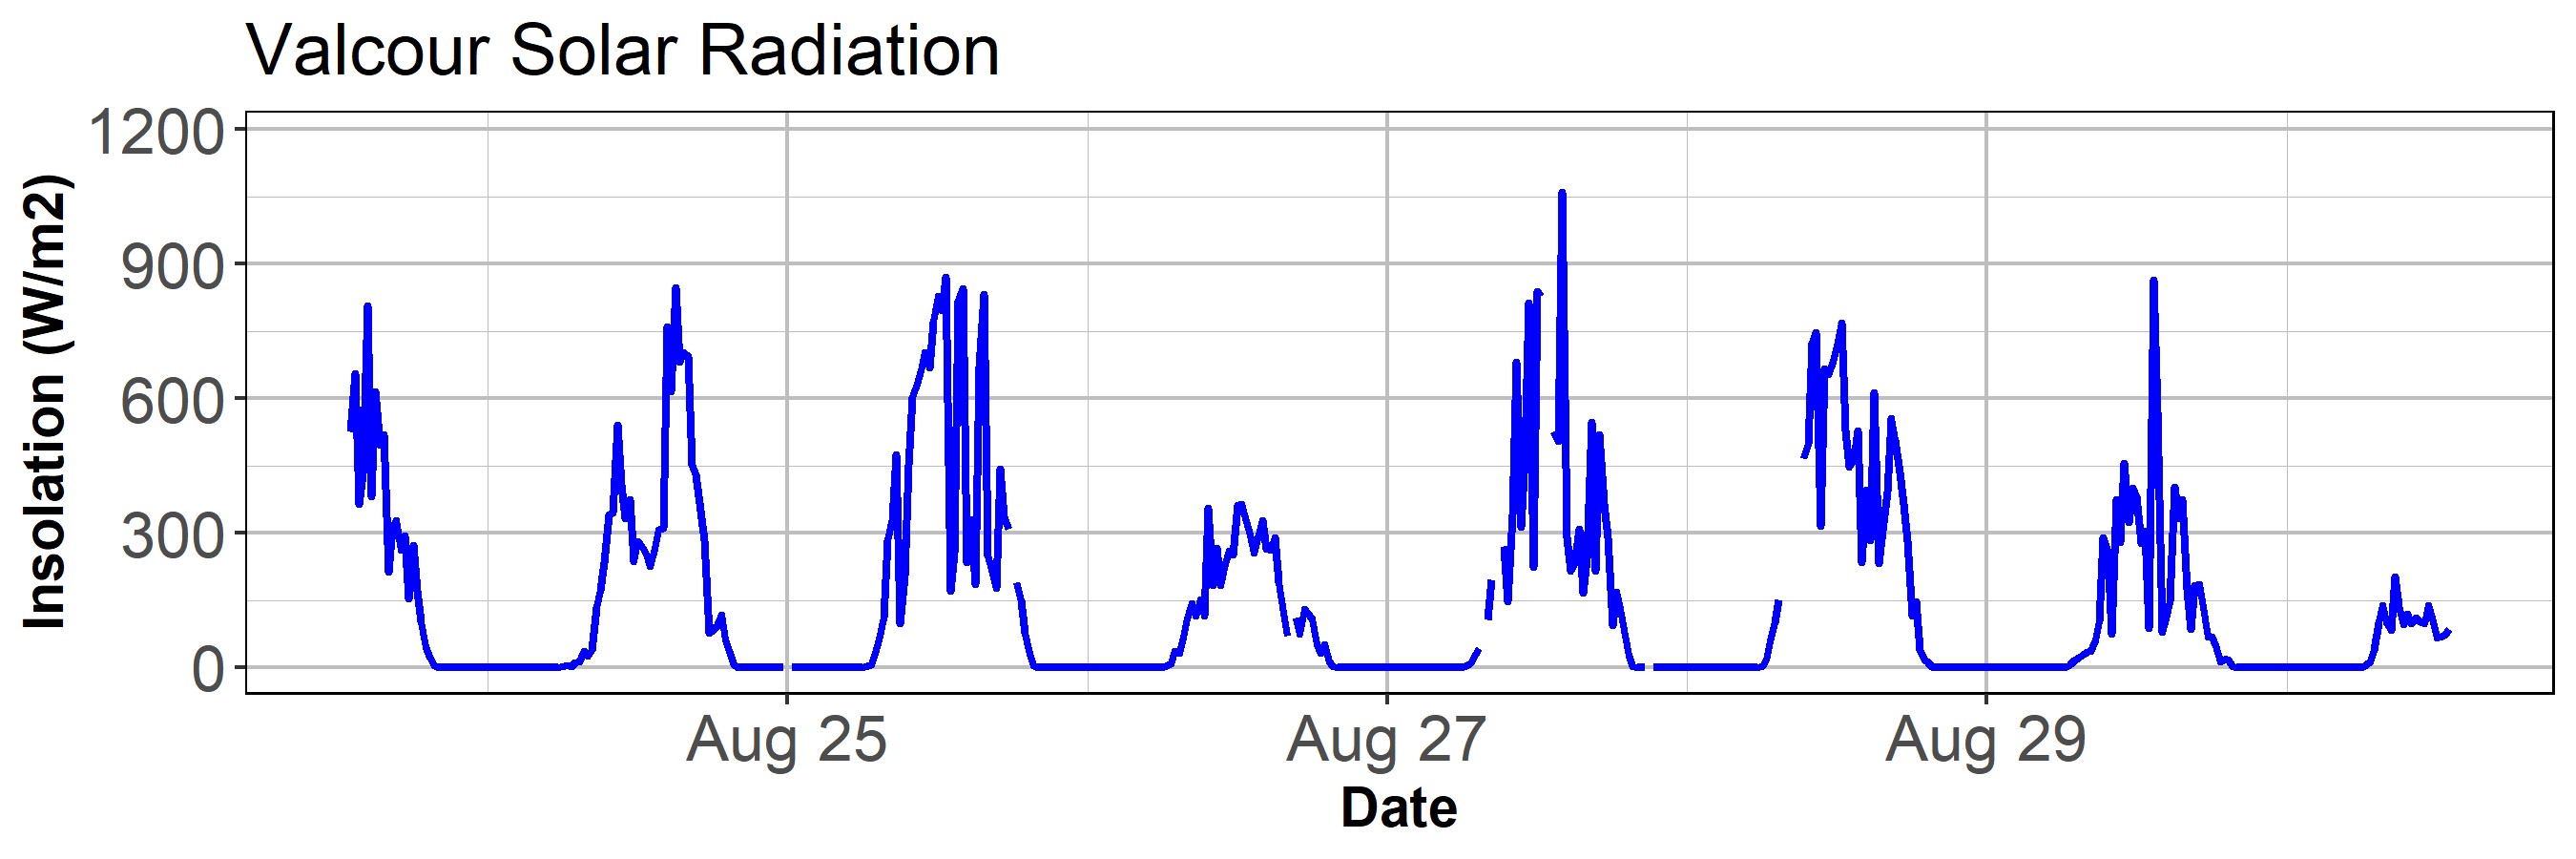 Valcour Solar Radiation
1200
900
600
300
0
Insolation (W/m2)
Aug 25
Aug 27
Aug 29
Date